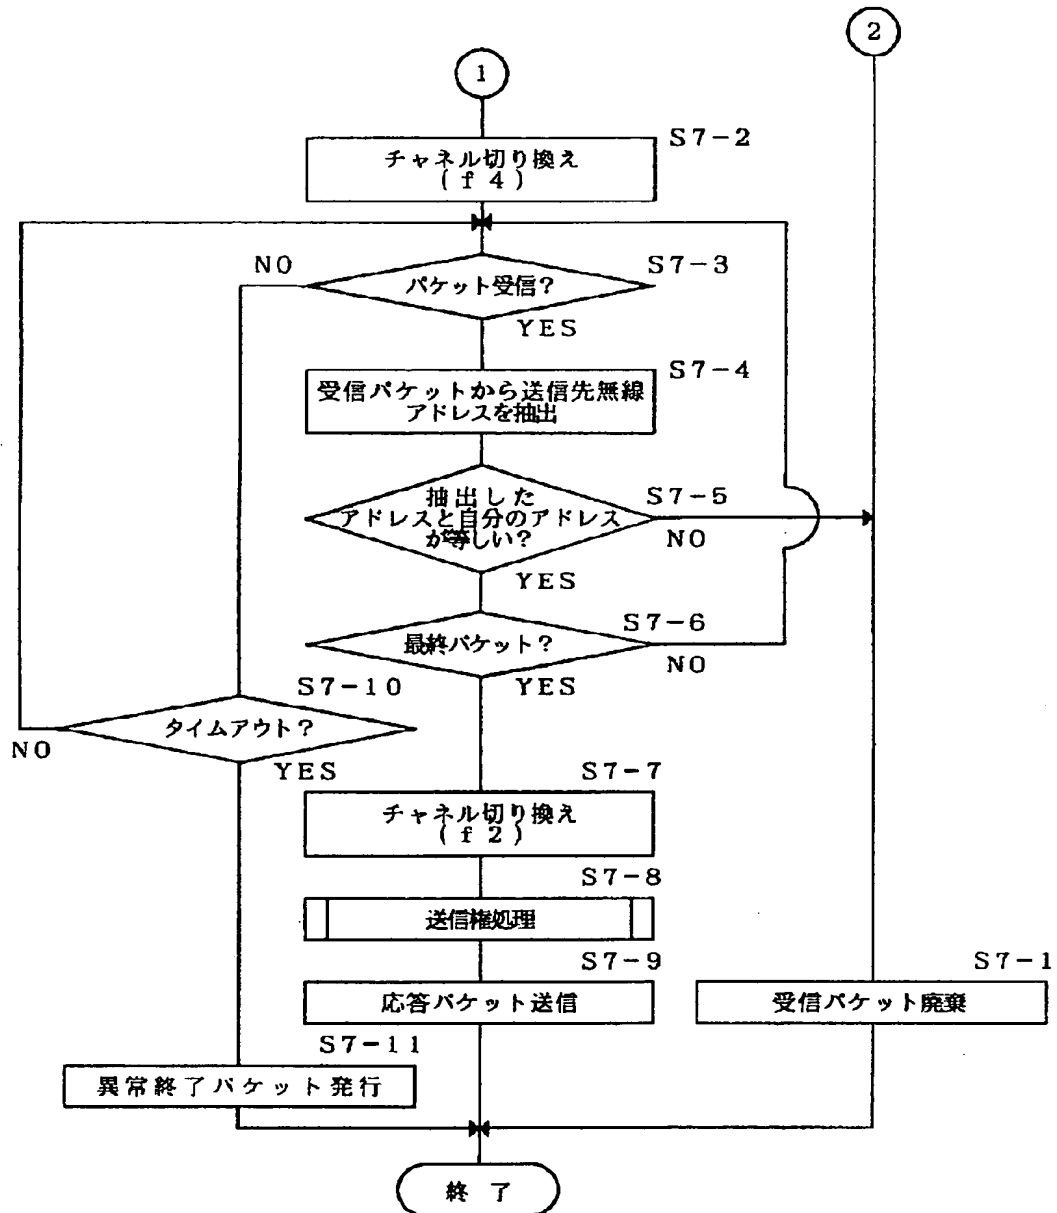 2
1
S7-2
チャネル切り換え
(f4)
NO
S7-3
パケット受信?
YES
S7-4
受信パケットから送信先無線
アドレスを抽出
抽出した
アドレスと自分のアドレス
が等しい?
S7-5
NO
YES
S7-6
最終パケット?
NO
YES
S7-10
タイムアウト?
NO
YES
S7-7
チャネル切り換え
(f2)
S7-8
送信権処理
S7-9
応答パケット送信
S7-1
受信パケット廃棄
S7-11
異常終了パケット発行
終了